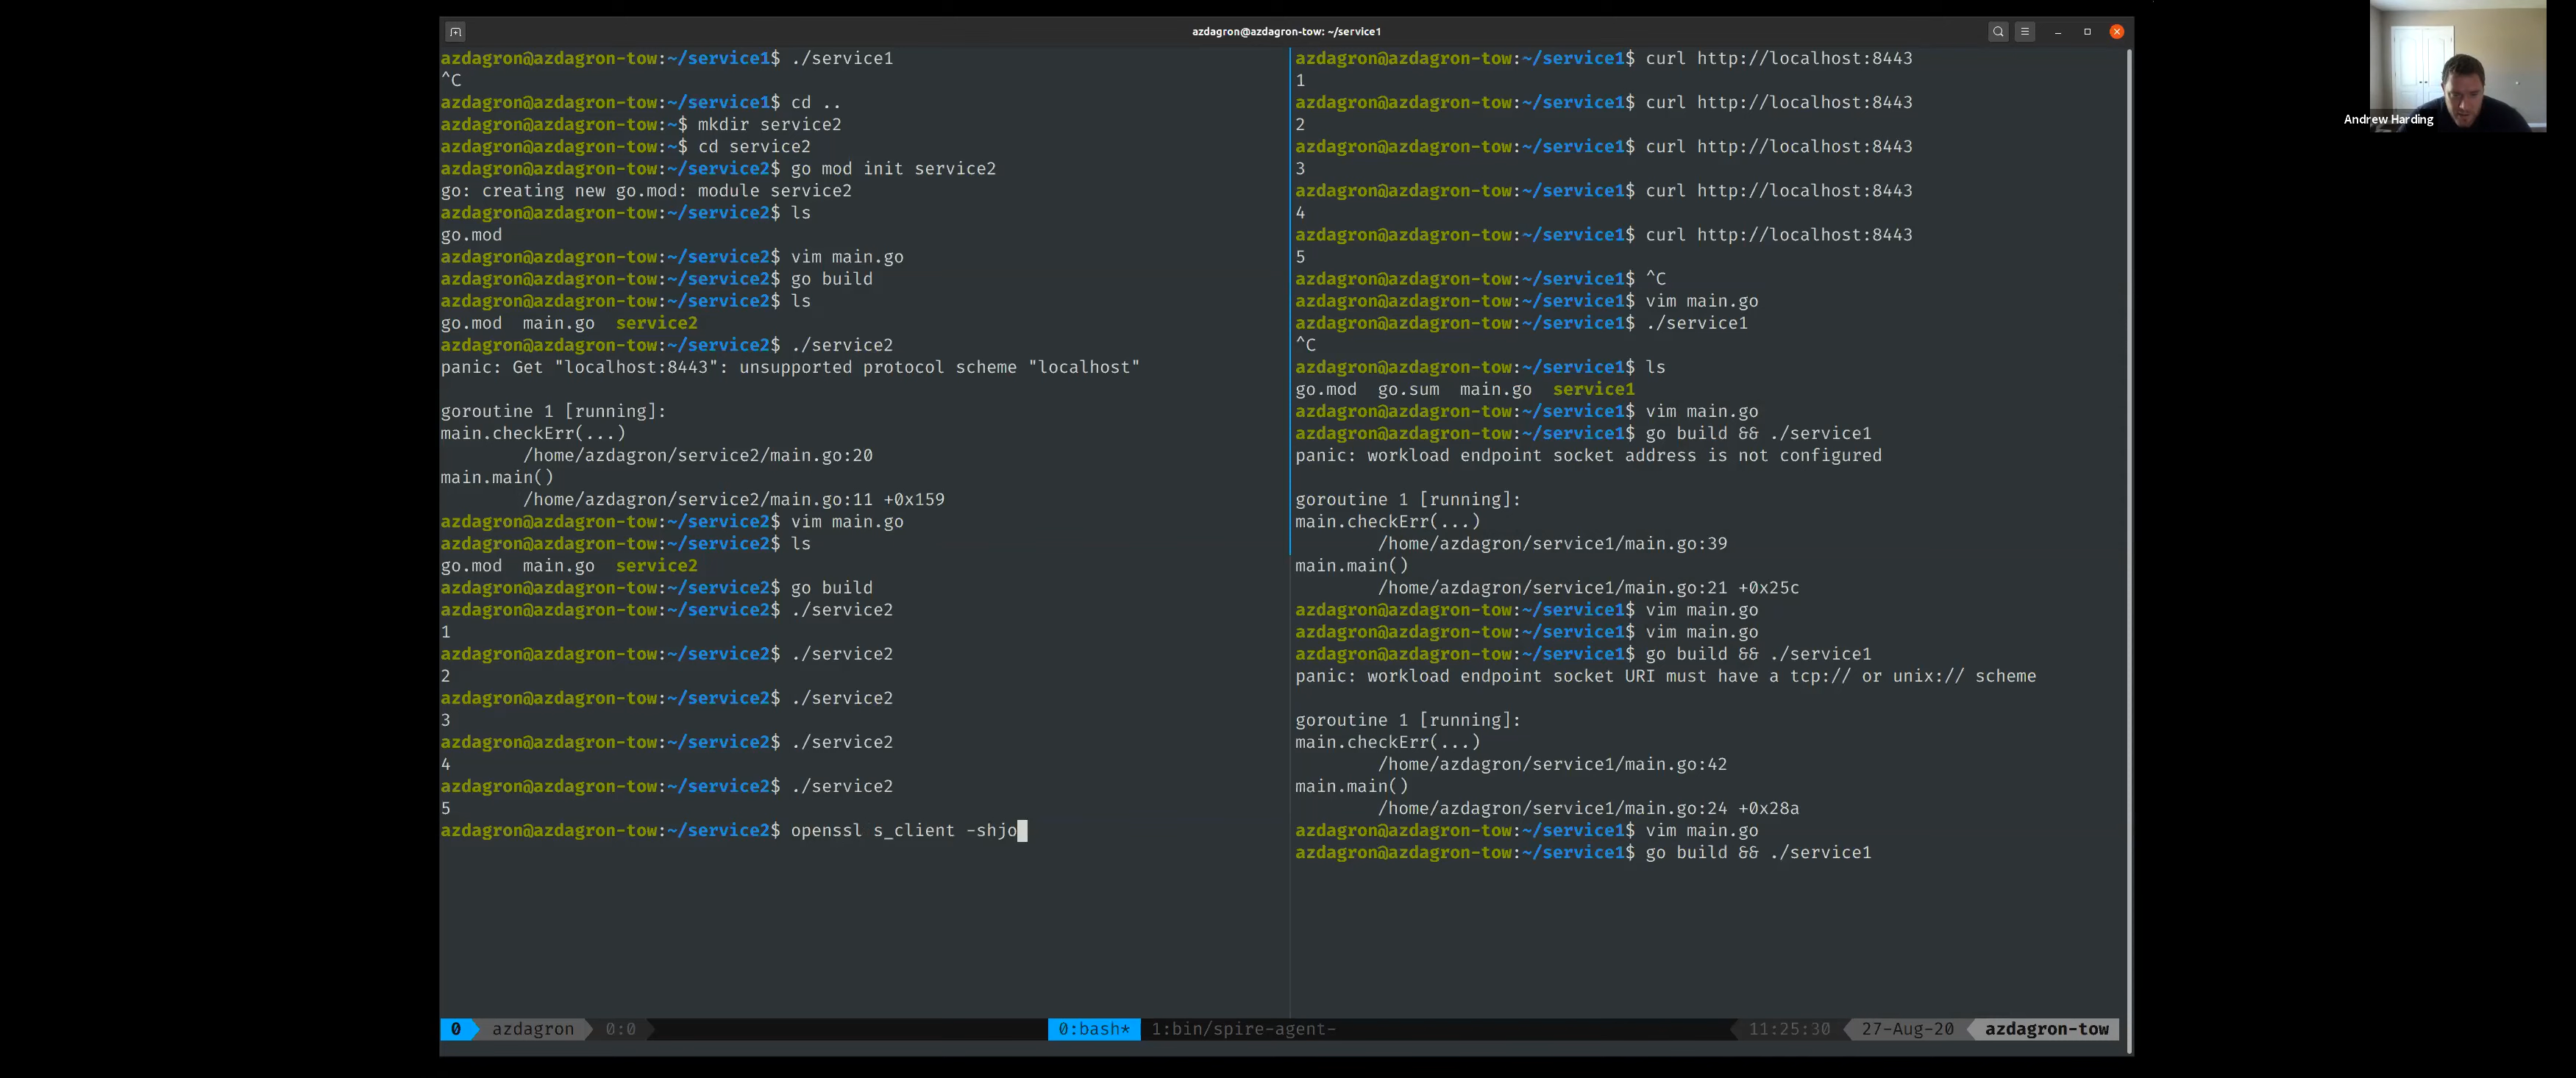 azdagron@azdagron-tow: ~/service1
Andrew Harding
azdagron@azdagron-tow:~/service1$ ./service1
^C
azdagron@azdagron-tow:~/service1$ cd ..
azdagron@azdagron-tow:~$ mkdir service2
azdagron@azdagron-tow:~$ cd service2
azdagron@azdagron-tow:~/service2$ go mod init service2
go: creating new go.mod: module service2
azdagron@azdagron-tow:~/service2$ ls
go.mod
azdagron@azdagron-tow:~/service2$ vim main.go
azdagron@azdagron-tow:~/service2$ go build
azdagron@azdagron-tow:~/service2$ ls
go.mod  main.go  service2
azdagron@azdagron-tow:~/service2$ ./service2
panic: Get "localhost:8443": unsupported protocol scheme "localhost"
goroutine 1 [running]:
main.checkErr(...)
/home/azdagron/service2/main.go:20
main.main()
/home/azdagron/service2/main.go:11 +0x159
azdagron@azdagron-tow:~/service2$ vim main.go
azdagron@azdagron-tow:~/service2$ ls
go.mod  main.go  service2
azdagron@azdagron-tow:~/service2$ go build
azdagron@azdagron-tow:~/service2$ ./service2
1
azdagron@azdagron-tow:~/service2$ ./service2
2
azdagron@azdagron-tow:~/service2$ ./service2
3
azdagron@azdagron-tow:~/service2$ ./service2
4
azdagron@azdagron-tow:~/service2$ ./service2
5
azdagron@azdagron-tow:~/service2$ openssl s_client -shjo
azdagron@azdagron-tow:~/service1$ curl http://localhost:8443
1
azdagron@azdagron-tow:~/service1$ curl http://localhost:8443
2
azdagron@azdagron-tow:~/service1$ curl http://localhost:8443
3
azdagron@azdagron-tow:~/service1$ curl http://localhost:8443
4
azdagron@azdagron-tow:~/service1$ curl http://localhost:8443
5
azdagron@azdagron-tow:~/service1$ ^C
azdagron@azdagron-tow:~/service1$ vim main.go
azdagron@azdagron-tow:~/service1$ ./service1
^C
azdagron@azdagron-tow:~/service1$ ls
go.mod  go.sum  main.go  service1
azdagron@azdagron-tow:~/service1$ vim main.go
azdagron@azdagron-tow:~/service1$ go build && ./service1
panic: workload endpoint socket address is not configured
goroutine 1 [running]:
main.checkErr(...)
/home/azdagron/service1/main.go:39
main.main()
/home/azdagron/service1/main.go:21 +0x25c
azdagron@azdagron-tow:~/service1$ vim main.go
azdagron@azdagron-tow:~/service1$ vim main.go
azdagron@azdagron-tow:~/service1$ go build && ./service1
panic: workload endpoint socket URI must have a tcp:// or unix:// scheme
goroutine 1 [running]:
main.checkErr(...)
/home/azdagron/service1/main.go:42
main.main()
/home/azdagron/service1/main.go:24 +0x28a
azdagron@azdagron-tow:~/service1$ vim main.go
azdagron@azdagron-tow:~/service1$ go build && ./service1
0 azdagron 0:0 0:bash* 1:bin/spire-agent- 11:25:30 27-Aug-20 azdagron-tow